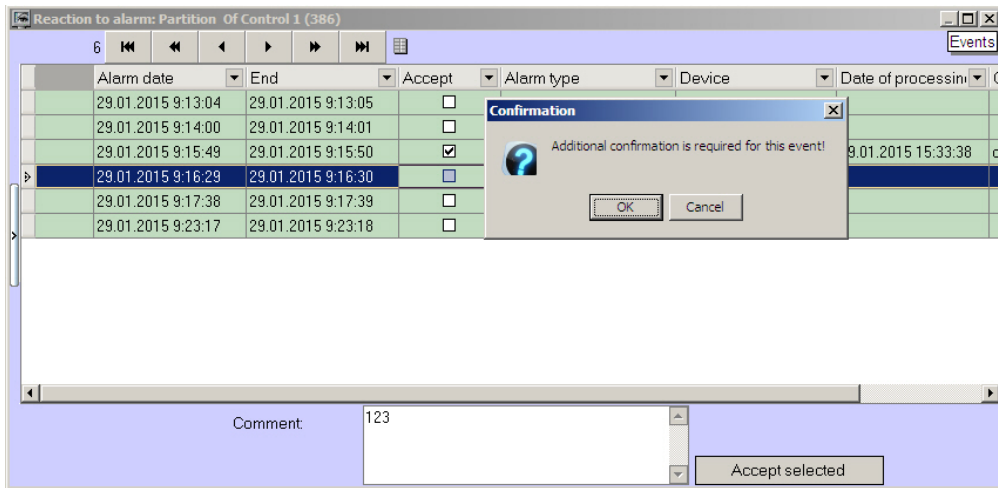 Reaction to alarm: Partition Of Control 1 (386)
6
Events
Alarm date End Accept Alarm type Device Date of processin
29.01.2015 9:13:04 29.01.2015 9:13:05
Confirmation
29.01.2015 9:14:00 29.01.2015 9:14:01
Additional confirmation is required for this event!
29.01.2015 9:15:49 29.01.2015 9:15:50 9.01.2015 15:33:38
29.01.2015 9:16:29 29.01.2015 9:16:30
29.01.2015 9:17:38 29.01.2015 9:17:39
OK Cancel
29.01.2015 9:23:17 29.01.2015 9:23:18
Comment:
123
Accept selected